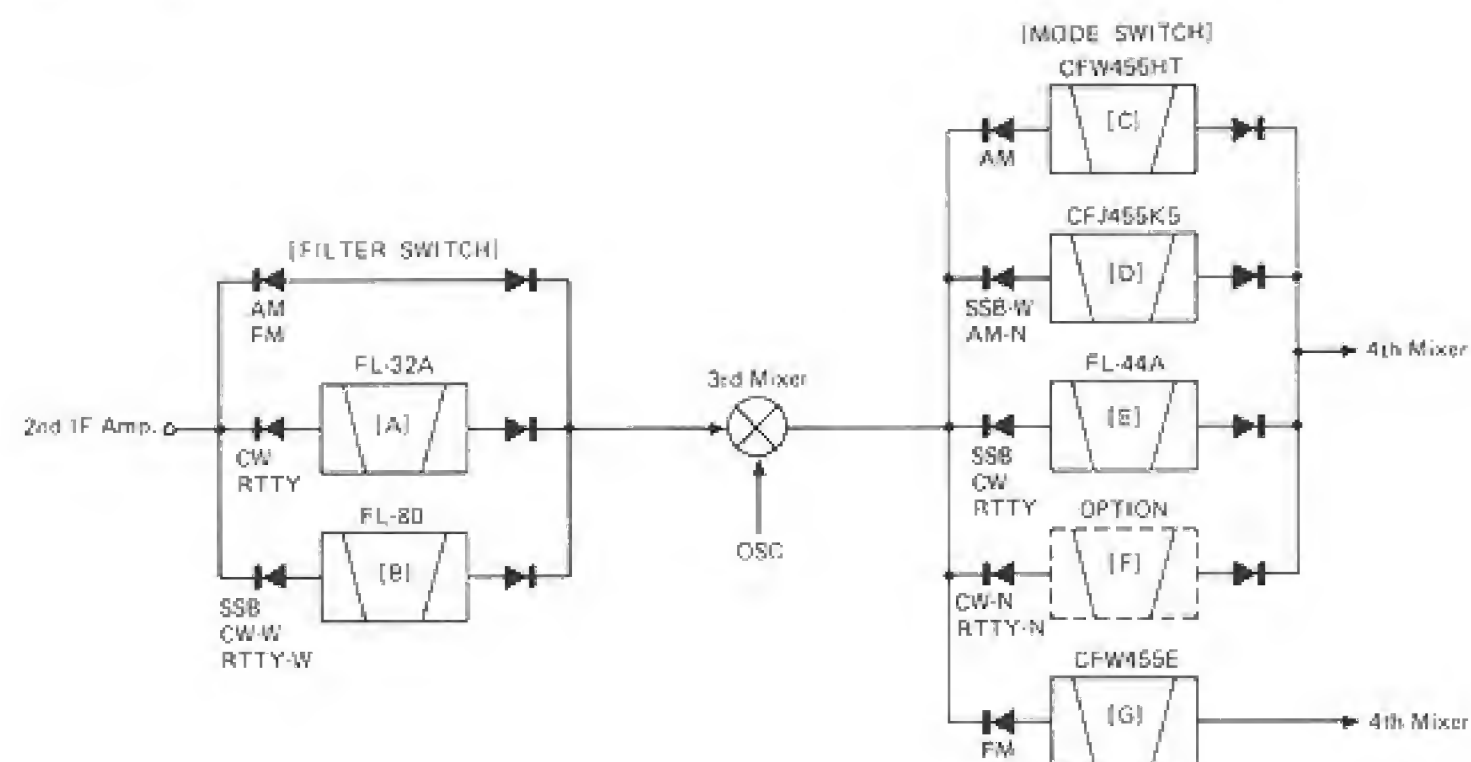 [MODE SWITCH]
CFW455HT
[C]
AM
CFJ455K5
[D]
SSB-W
AM-N
[FILTER SWITCH]
AM
FM
FL-32A
[A]
CW
RTTY
FL-80
[B]
SSB
CW-W
RTTY-W
2nd IF Amp.
3rd Mixer
OSC
FL-44A
[E]
SSB
CW
RTTY
OPTION
[F]
CW-N
RTTY-N
CFW455E
[G]
FM
4th Mixer
4th Mixer